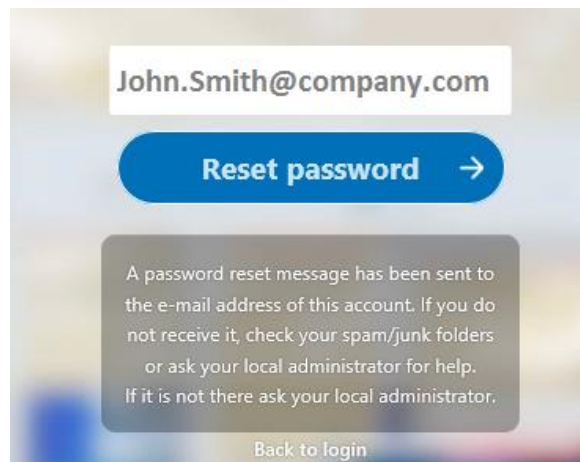 John.Smith@company.com
Reset password
A password reset message has been sent to
the e-mail address of this account. If you do
not receive it, check your spam/junk folders
or ask your local administrator for help.
If it is not there ask your local administrator.
Back to login